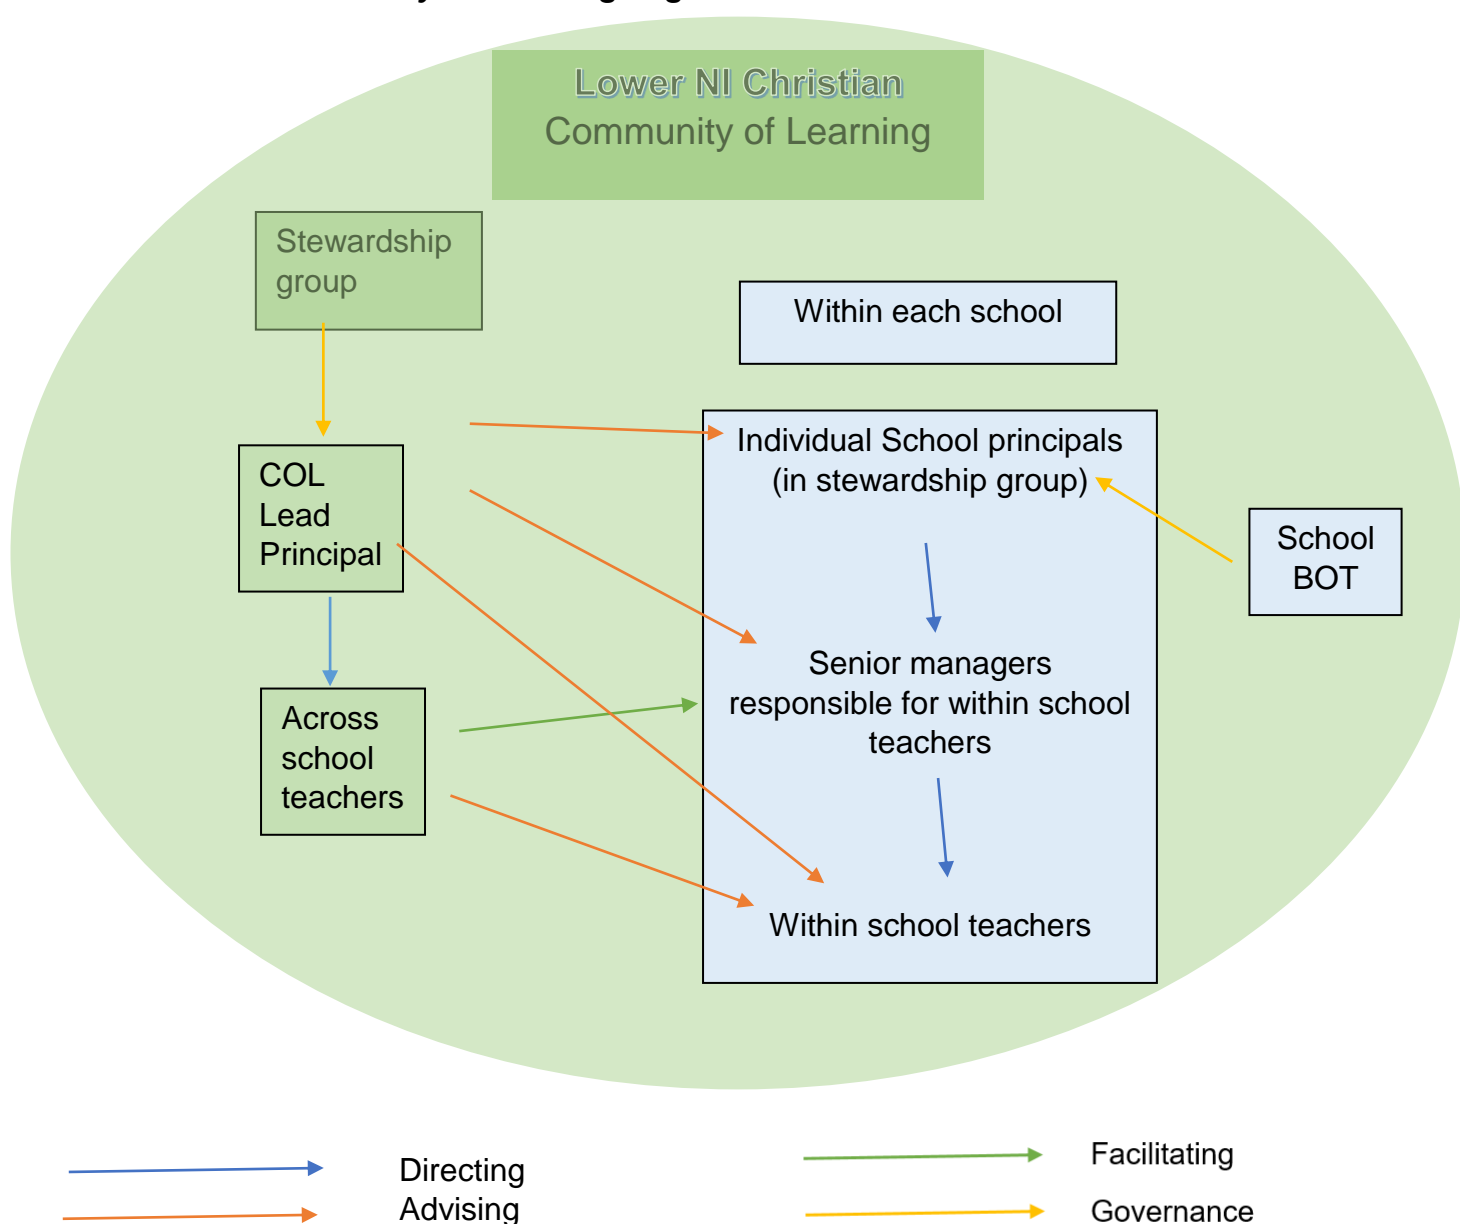 Lower NI Christian
Community of Learning
Stewardship
group
Within each school
Individual School principals
(in stewardship group)
COL
Lead
Principal
School
BOT
Senior managers
responsible for within school
teachers
Across
school
teachers
Within school teachers
Directing
Advising
Facilitating
Governance